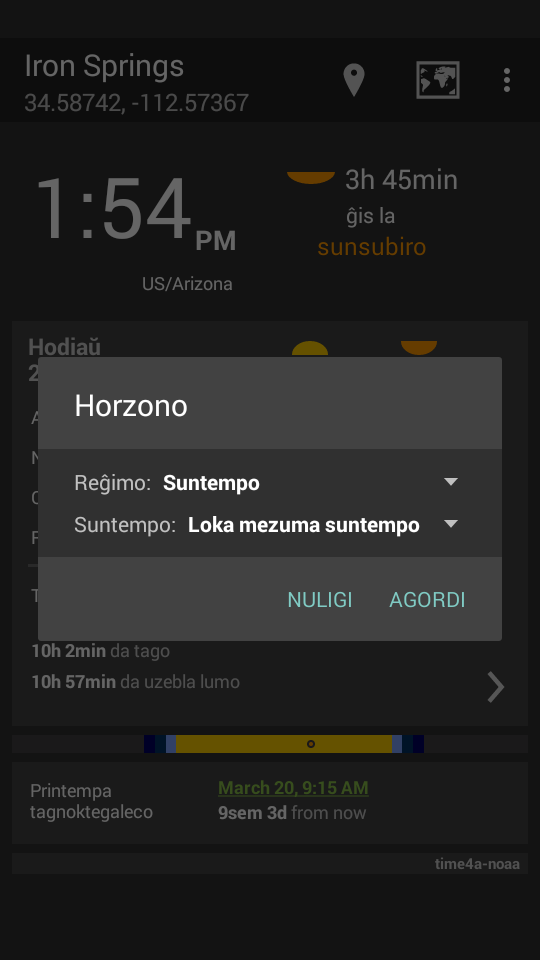 Iron Springs
34.58742, -112.57367
1:54 PM
3h 45min
ĝis la
sunsubiro
US/Arizona
Hodiaŭ
Horzono
Reĝimo: Suntempo
Suntempo: Loka mezuma suntempo
NULIGI AGORDI
10h 2min da tago
10h 57min da uzebla lumo
Printempa
tagnoktegaleco
March 20, 9:15 AM
9sem 3d from now
time4a-noaa